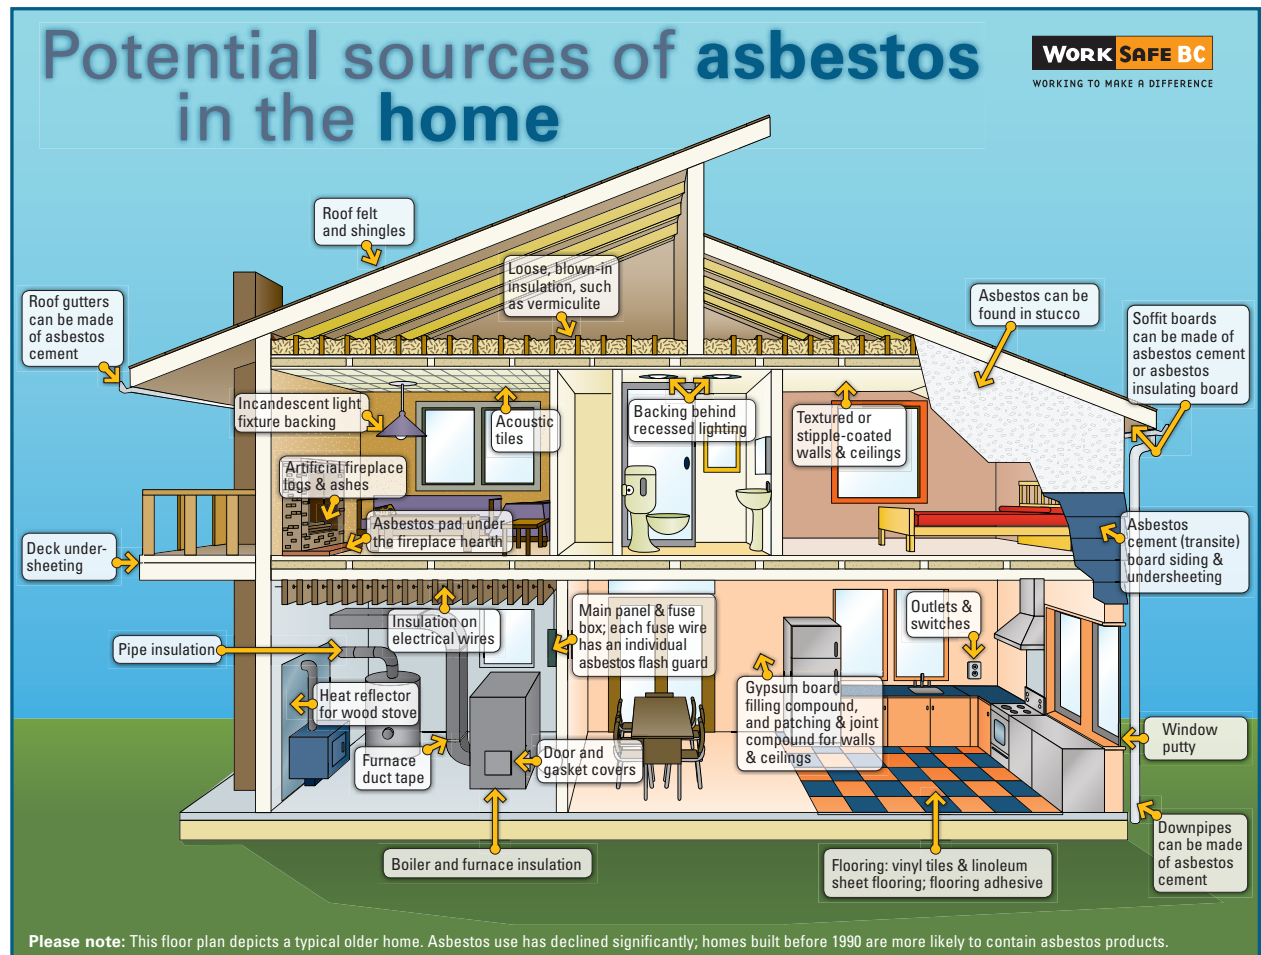 Potential sources of asbestos
in the home
WORK SAFE BC
WORKING TO MAKE A DIFFERENCE
Roof felt
and shingles
Loose, blown-in
insulation, such
as vermiculite
Asbestos can be
found in stucco
Roof gutters
can be made
of asbestos
cement
Soffit boards
can be made of
asbestos cement
or asbestos
insulating board
Incandescent light
fixture backing
Acoustic
tiles
Backing behind
recessed lighting
Textured or
stipple-coated
walls & ceilings
Artificial fireplace
logs & ashes
Asbestos pad under
the fireplace hearth
Asbestos
cement (transite)
board siding &
undersheeting
Deck under-
sheeting
Insulation on
electrical wires
Main panel & fuse
box; each fuse wire
has an individual
asbestos flash guard
Outlets &
switches
Pipe insulation
Heat reflector
for wood stove
Gypsum board
filling compound,
and patching & joint
compound for walls
& ceilings
Furnace
duct tape
Door and
gasket covers
Window
putty
Boiler and furnace insulation
Flooring: vinyl tiles & linoleum
sheet flooring; flooring adhesive
Downpipes
can be made
of asbestos
cement
Please note: This floor plan depicts a typical older home. Asbestos use has declined significantly; homes built before 1990 are more likely to contain asbestos products.